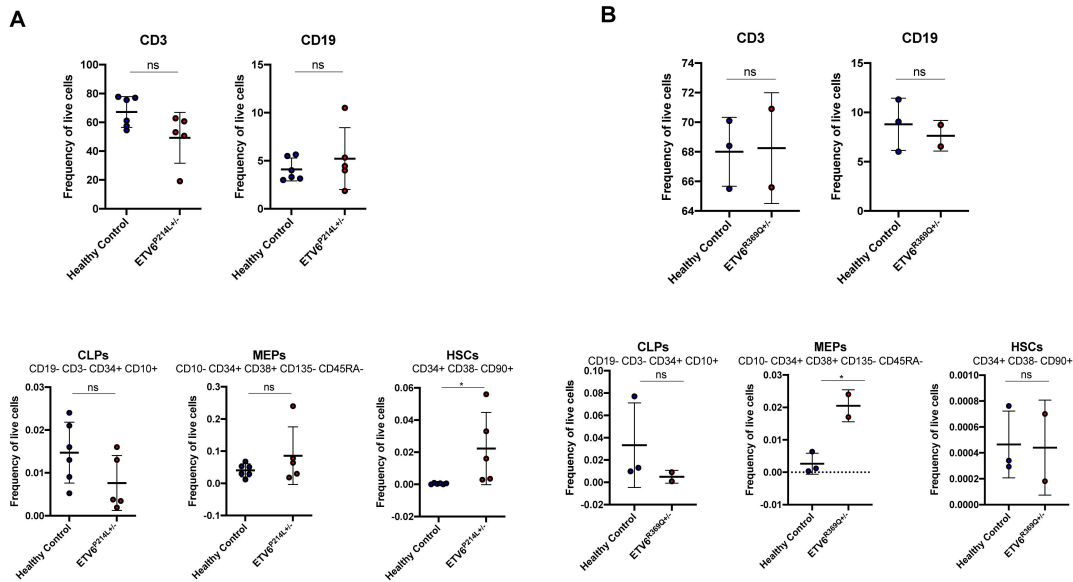 A
CD3
Frequency of live cells
100
80
60
40
20
0
ns
Healthy Control
ETV6P214L+/-
CD19
Frequency of live cells
15
10
5
0
ns
Healthy Control
ETV6P214L+/-
B
CD3
Frequency of live cells
74
72
70
68
66
64
ns
Healthy Control
ETV6R369Q+/-
CD19
Frequency of live cells
15
10
5
0
ns
Healthy Control
ETV6R369Q+/-
CLPs
CD19- CD3- CD34+ CD10+
Frequency of live cells
0.03
0.02
0.01
0.00
ns
Healthy Control
ETV6P214L+/-
MEPs
CD10- CD34+ CD38+ CD135- CD45RA-
Frequency of live cells
0.3
0.2
0.1
0.0
-0.1
ns
Healthy Control
ETV6P214L+/-
HSCs
CD34+ CD38- CD90+
Frequency of live cells
0.06
0.04
0.02
0.00
-0.02
*
Healthy Control
ETV6P214L+/-
CLPs
CD19- CD3- CD34+ CD10+
Frequency of live cells
0.10
0.08
0.06
0.04
0.02
0.00
-0.02
ns
Healthy Control
ETV6R369Q+/-
MEPs
CD10- CD34+ CD38+ CD135- CD45RA-
Frequency of live cells
0.03
0.02
0.01
0.00
-0.01
*
Healthy Control
ETV6R369Q+/-
HSCs
CD34+ CD38- CD90+
Frequency of live cells
0.0010
0.0008
0.0006
0.0004
0.0002
0.0000
ns
Healthy Control
ETV6R369Q+/-